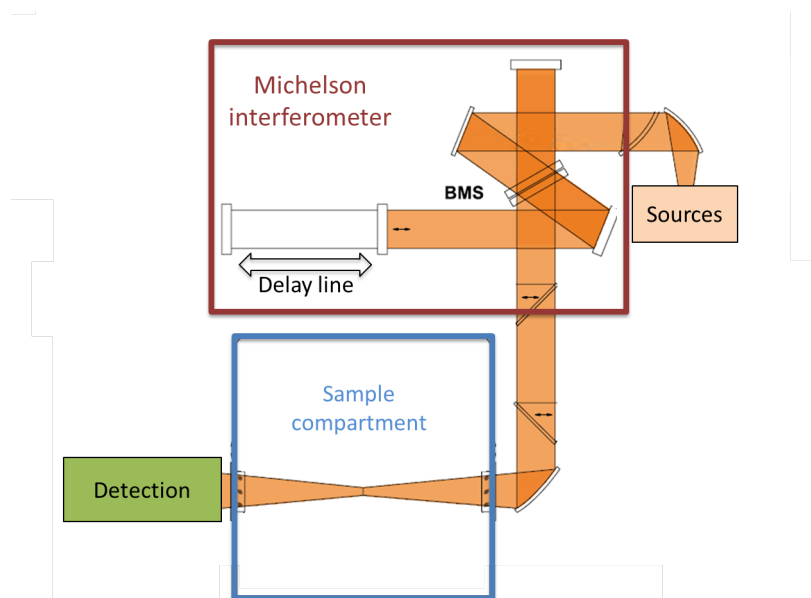 Michelson
interferometer
BMS
Sources
Delay line
Sample
compartment
Detection